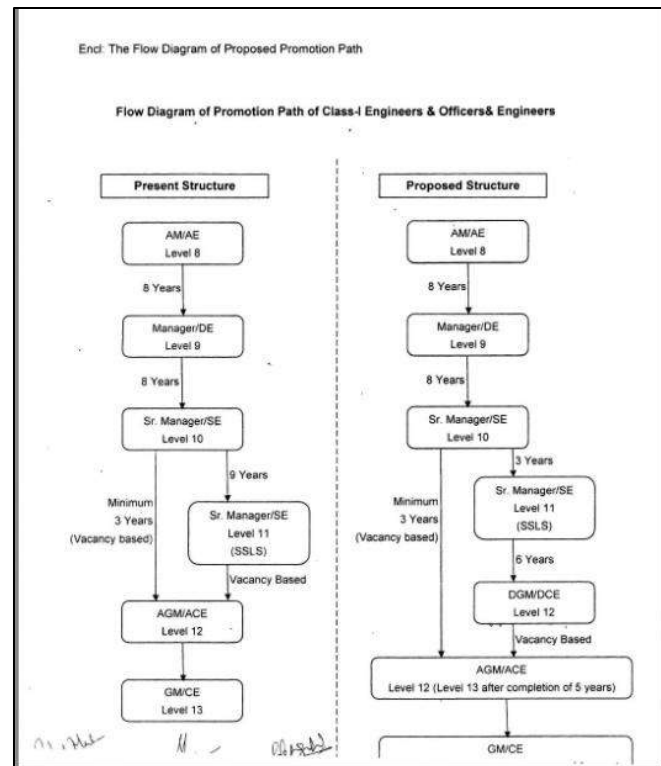 Encl: The Flow Diagram of Proposed Promotion Path
Flow Diagram of Promotion Path of Class-I Engineers & Officers& Engineers
Present Structure
AM/AE
Level 8
8 Years
Manager/DE
Level 9
8 Years
Sr. Manager/SE
Level 10
9 Years
Minimum
3 Years
(Vacancy based)
Sr. Manager/SE
Level 11
(SSLS)
Vacancy Based
AGM/ACE
Level 12
GM/CE
Level 13
Proposed Structure
AM/AE
Level 8
8 Years
Manager/DE
Level 9
8 Years
Sr. Manager/SE
Level 10
3 Years
Minimum
3 Years
(Vacancy based)
Sr. Manager/SE
Level 11
(SSLS)
6 Years
DGM/DCE
Level 12
Vacancy Based
AGM/ACE
Level 12 (Level 13 after completion of 5 years)
GM/CE